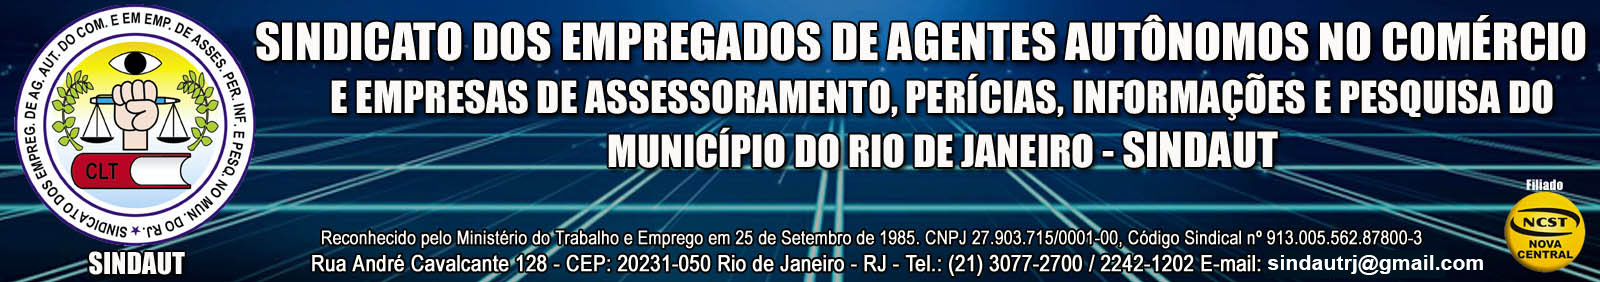 SINDICATO DOS EMPREG. DE AG. AUT. DO COM. E EM EMP. DE ASSES. PER. INF. E PESQ. NO MUN. DO RJ.
CLT
SINDAUT
SINDICATO DOS EMPREGADOS DE AGENTES AUTÔNOMOS NO COMÉRCIO
E EMPRESAS DE ASSESSORAMENTO, PERÍCIAS, INFORMAÇÕES E PESQUISA DO
MUNICÍPIO DO RIO DE JANEIRO - SINDAUT
Filiado
NCST
NOVA
CENTRAL
Reconhecido pelo Ministério do Trabalho e Emprego em 25 de Setembro de 1985. CNPJ 27.903.715/0001-00, Código Sindical nº 913.005.562.87800-3
Rua André Cavalcante 128 - CEP: 20231-050 Rio de Janeiro - RJ - Tel.: (21) 3077-2700 / 2242-1202 E-mail: sindautrj@gmail.com